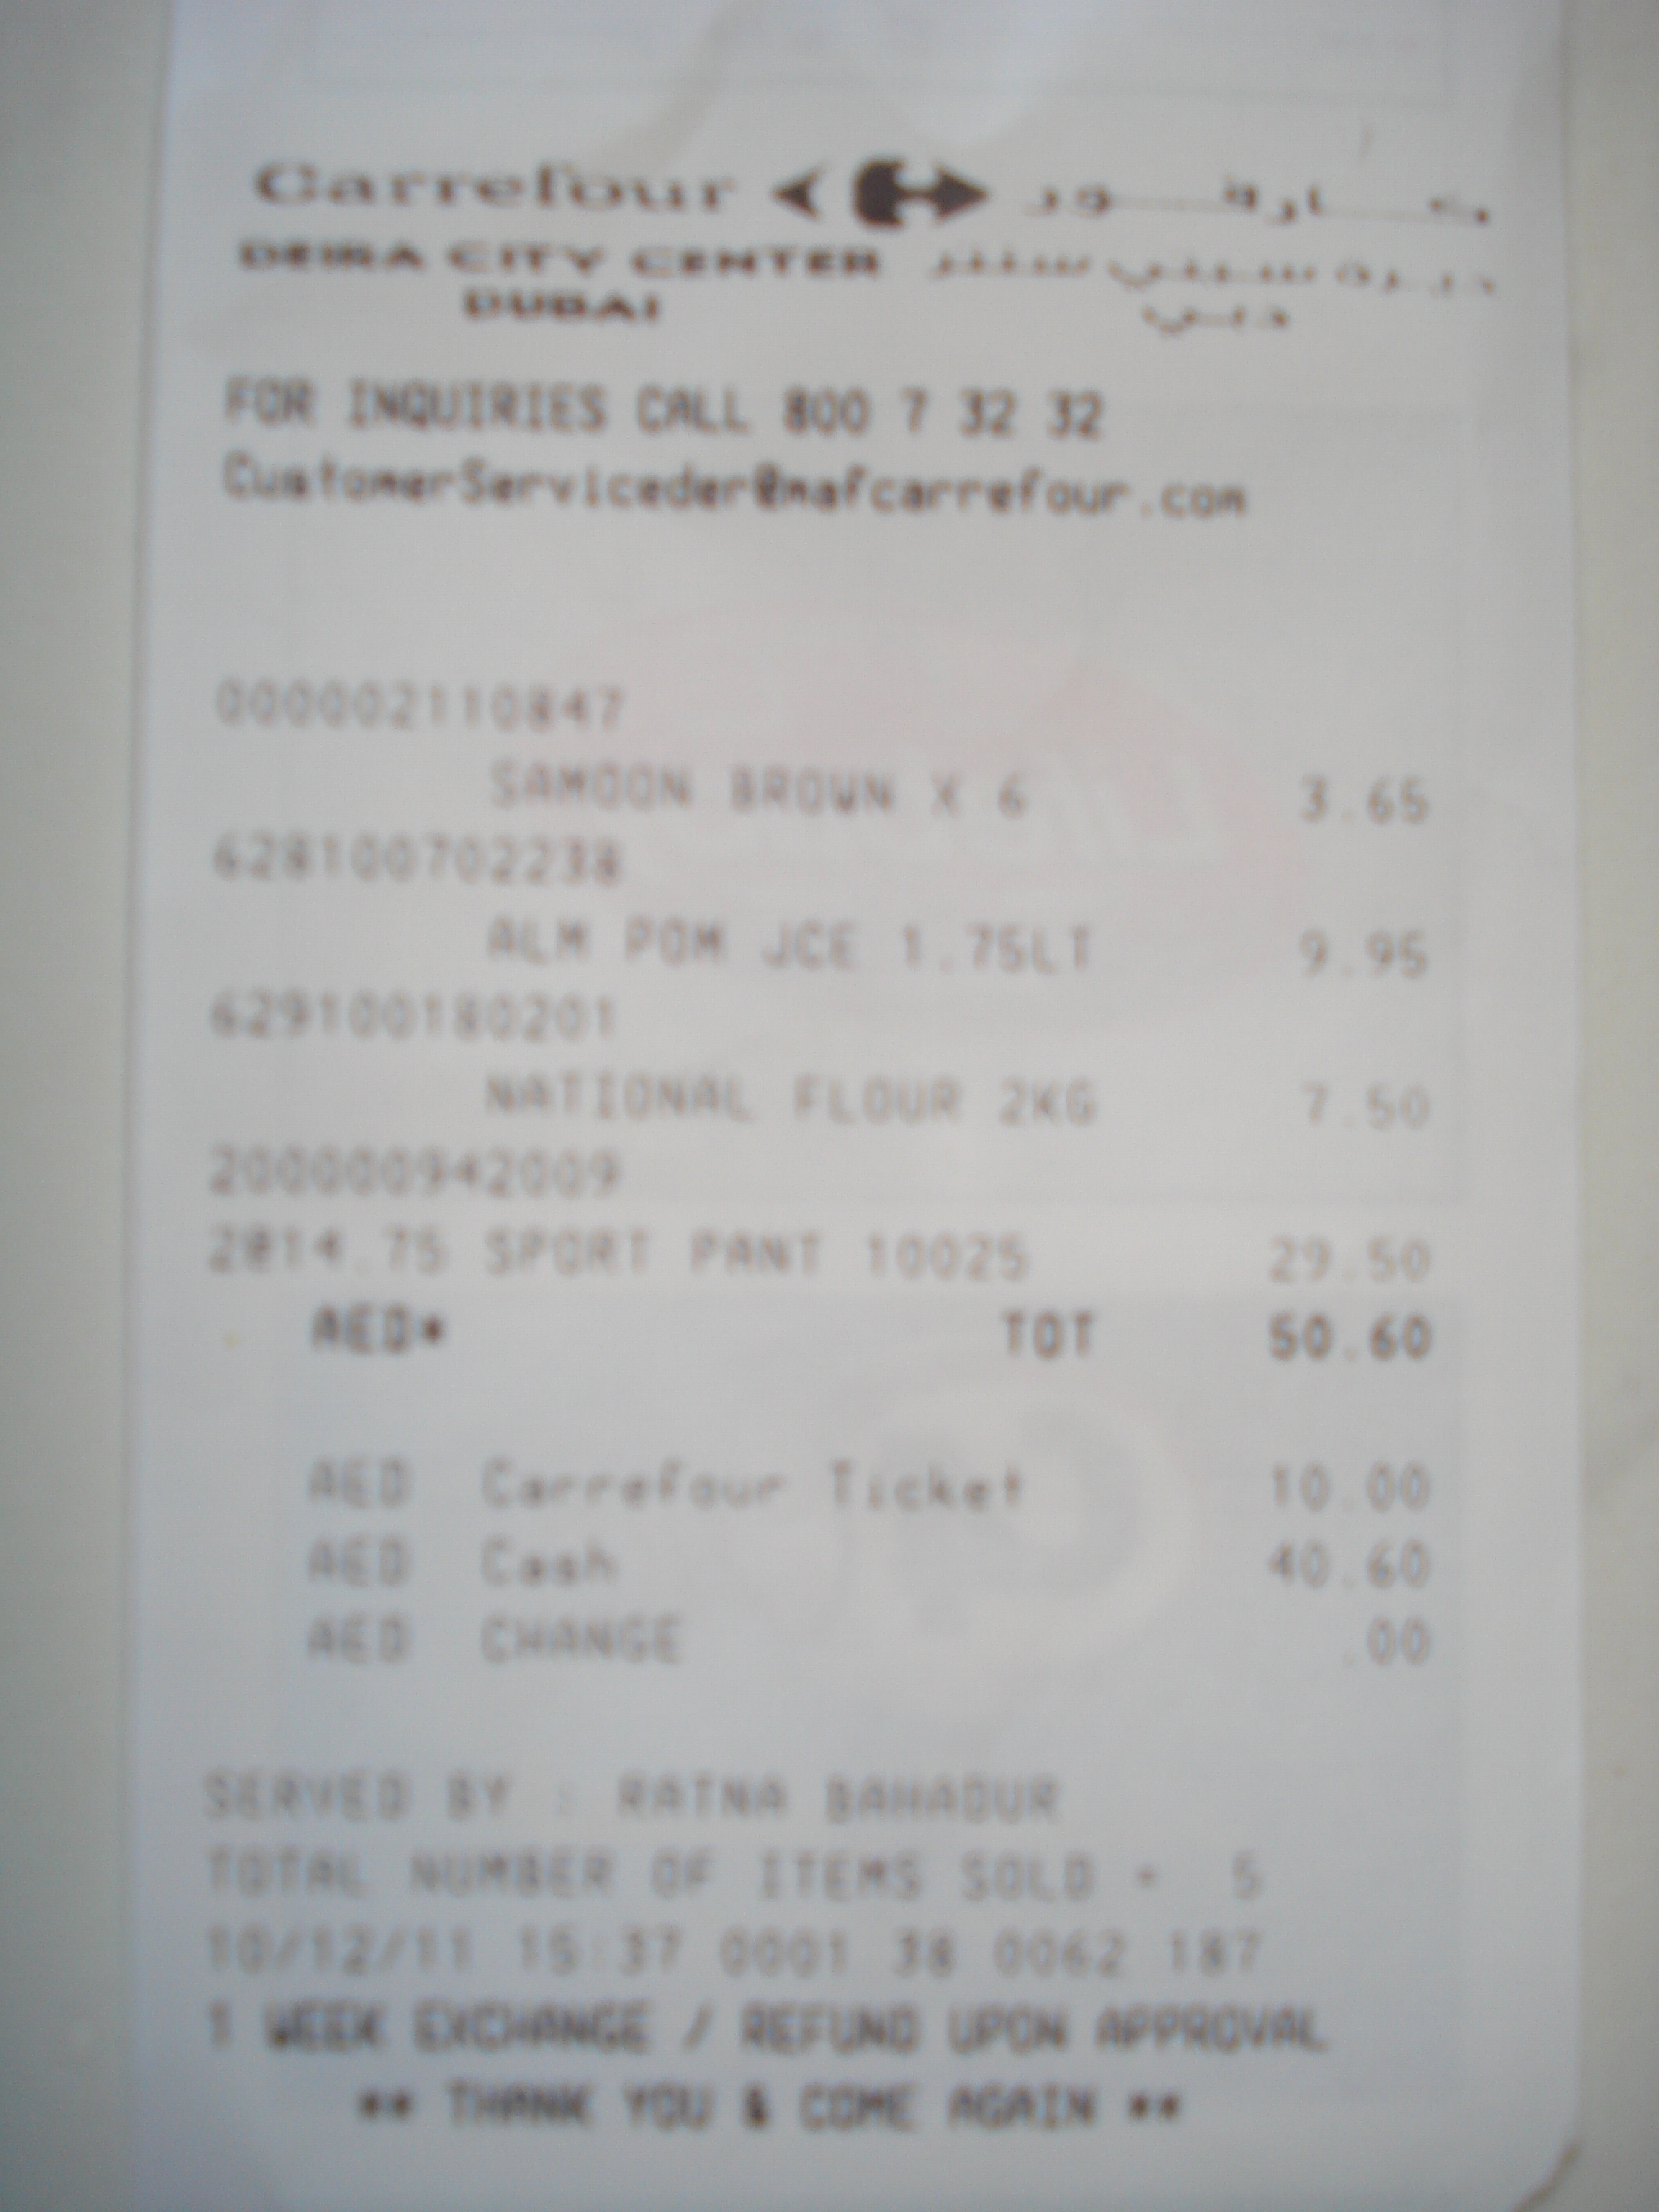 Carrefour كارفور
DEIRA CITY CENTER ديرة سيتي سنتر
DUBAI دبي
FOR INQUIRIES CALL 800 7 32 32
CustomerServiceder@mafcarrefour.com
000002110847
SAMOON BROWN X 6 3.65
628100702238
ALM POM JCE 1.75LT 9.95
629100180201
NATIONAL FLOUR 2KG 7.50
200000942009
2@14.75 SPORT PANT 10025 29.50
AED* TOT 50.60
AED Carrefour Ticket 10.00
AED Cash 40.60
AED CHANGE .00
SERVED BY : RATNA BAHADUR
TOTAL NUMBER OF ITEMS SOLD = 5
10/12/11 15:37 0001 38 0062 187
1 WEEK EXCHANGE / REFUND UPON APPROVAL
** THANK YOU & COME AGAIN **